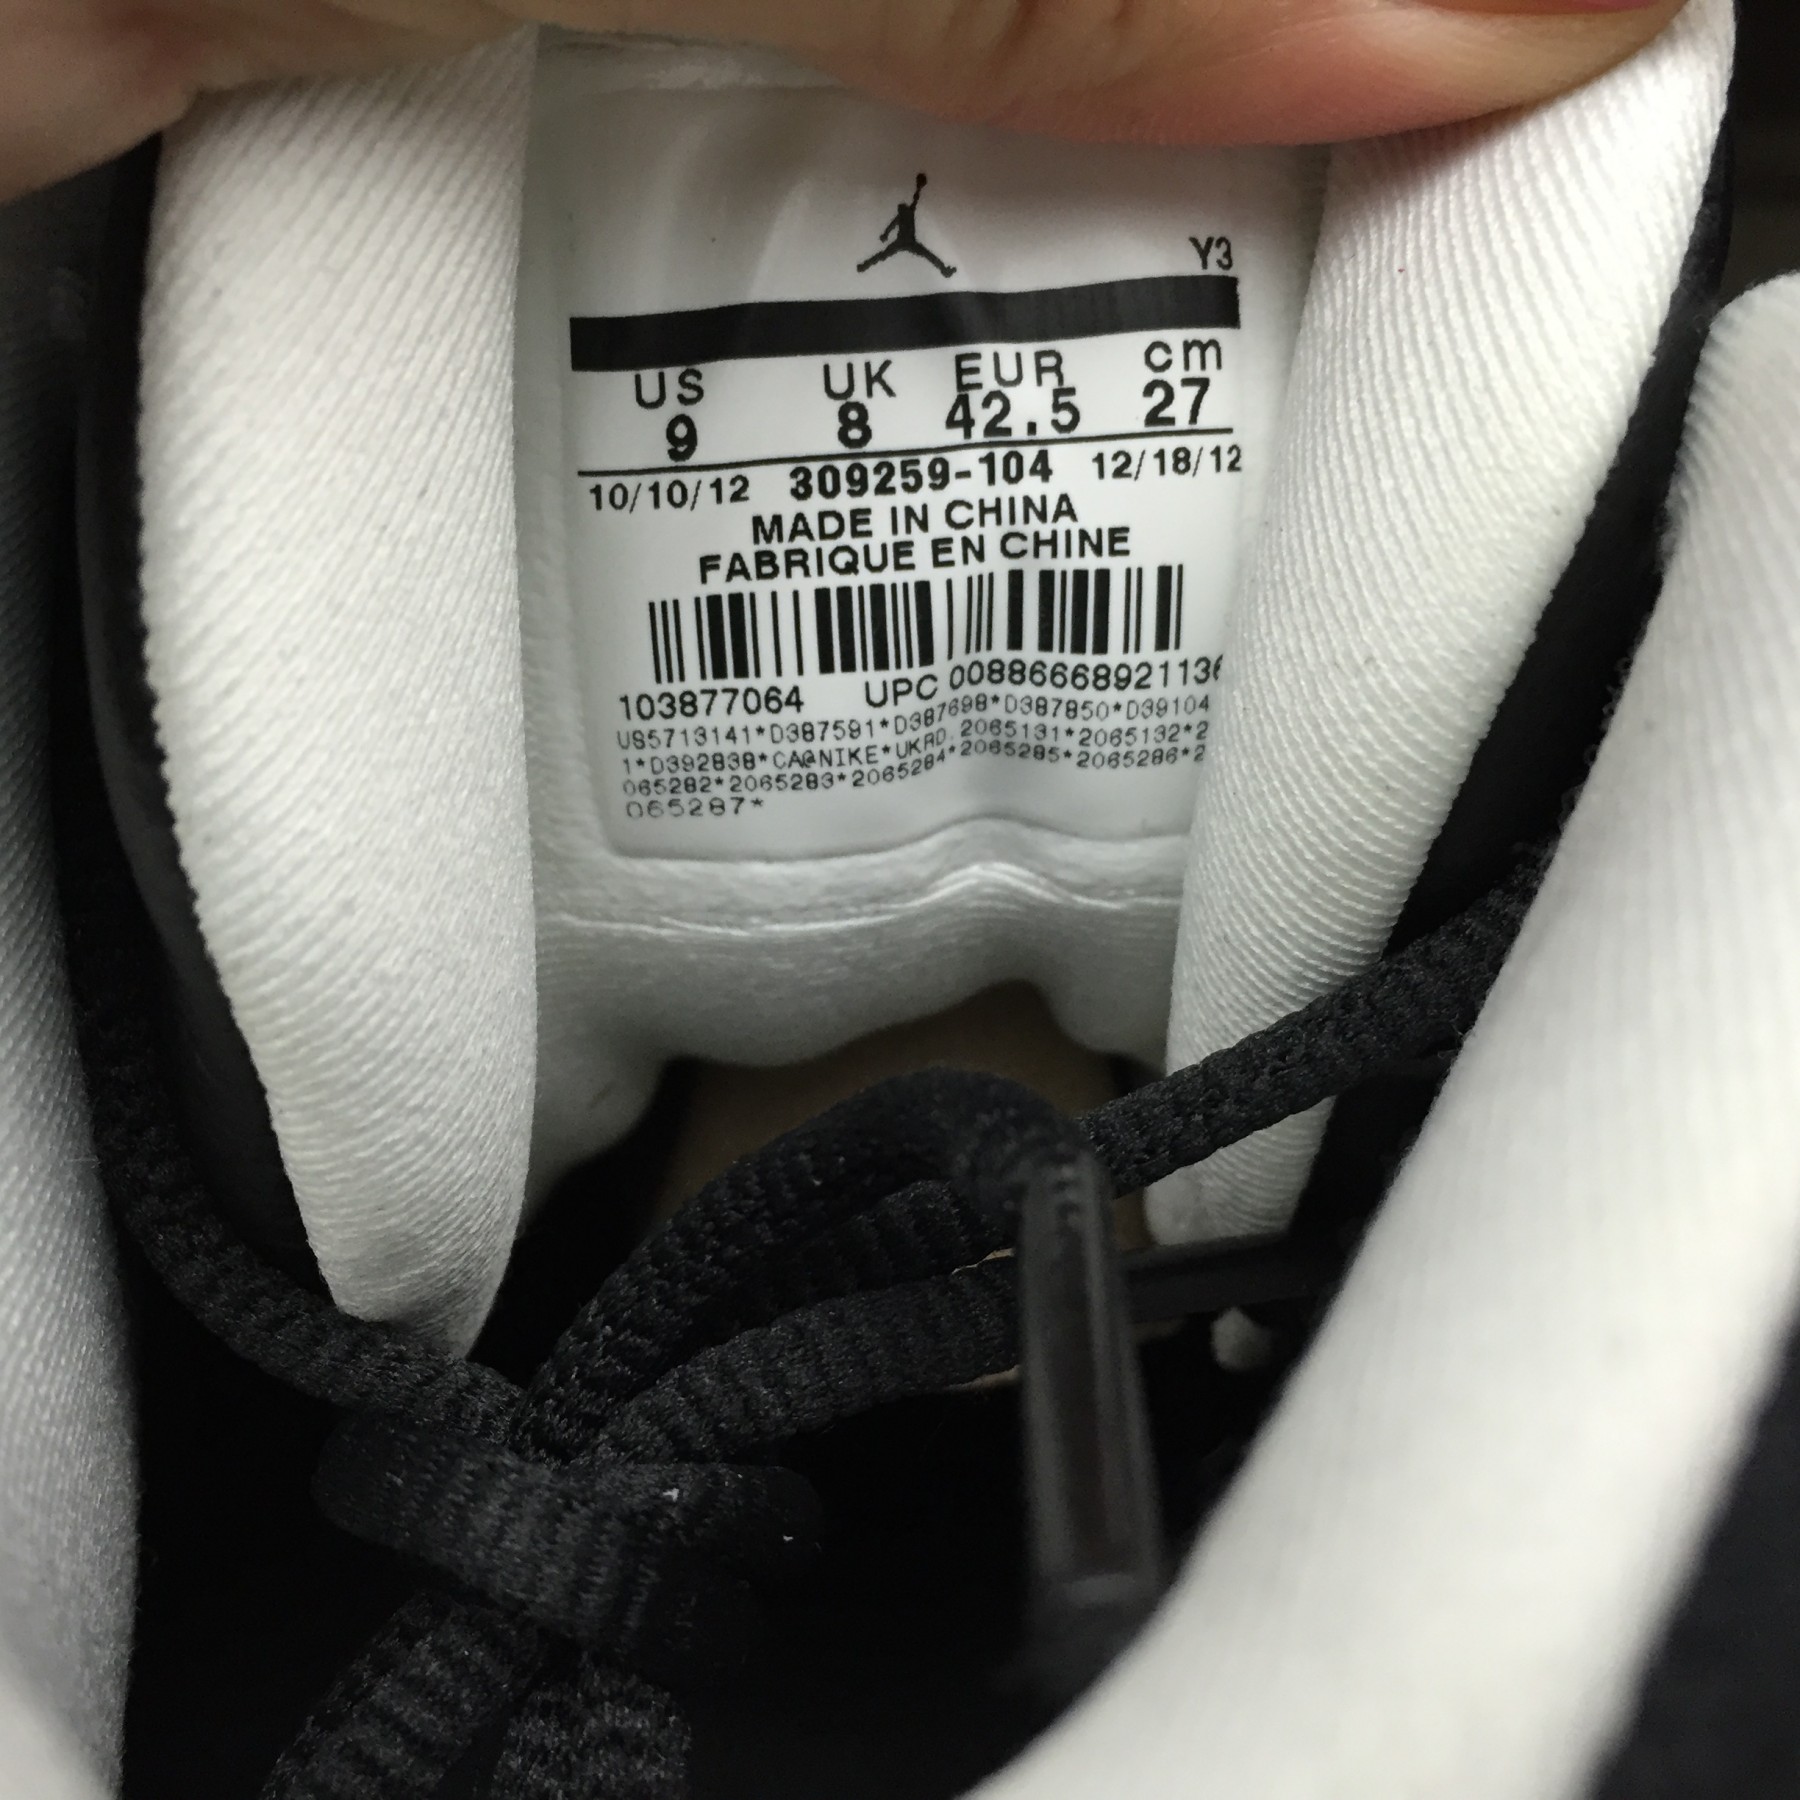 Y3
US UK EUR cm
9 8 42.5 27
10/10/12 309259-104 12/18/12
MADE IN CHINA
FABRIQUE EN CHINE
103877064 UPC 0088666892113
US5713141*D387591*D387698*D387850*D39104
1*D392838*CA@NIKE*UKRD.2065131*2065132*2
065282*2065283*2065284*2065285*2065286*2
065287*